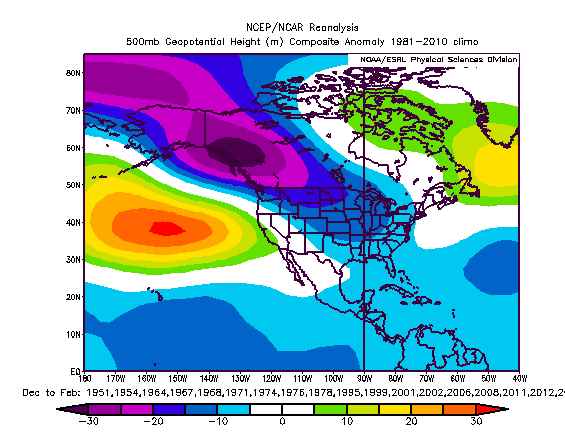 NCEP/NCAR Reanalysis
500mb Geopotential Height (m) Composite Anomaly 1981-2010 climo
NOAA/ESRL Physical Sciences Division
80N
70N
60N
50N
40N
30N
20N
10N
EQ
180 170W 160W 150W 140W 130W 120W 110W 100W 90W 80W 70W 60W 50W 40W
Dec to Feb: 1951,1954,1964,1967,1968,1971,1974,1975,1976,1995,1999,2001,2002,2006,2008,2011,2012,2
-30 -20 -10 0 10 20 30